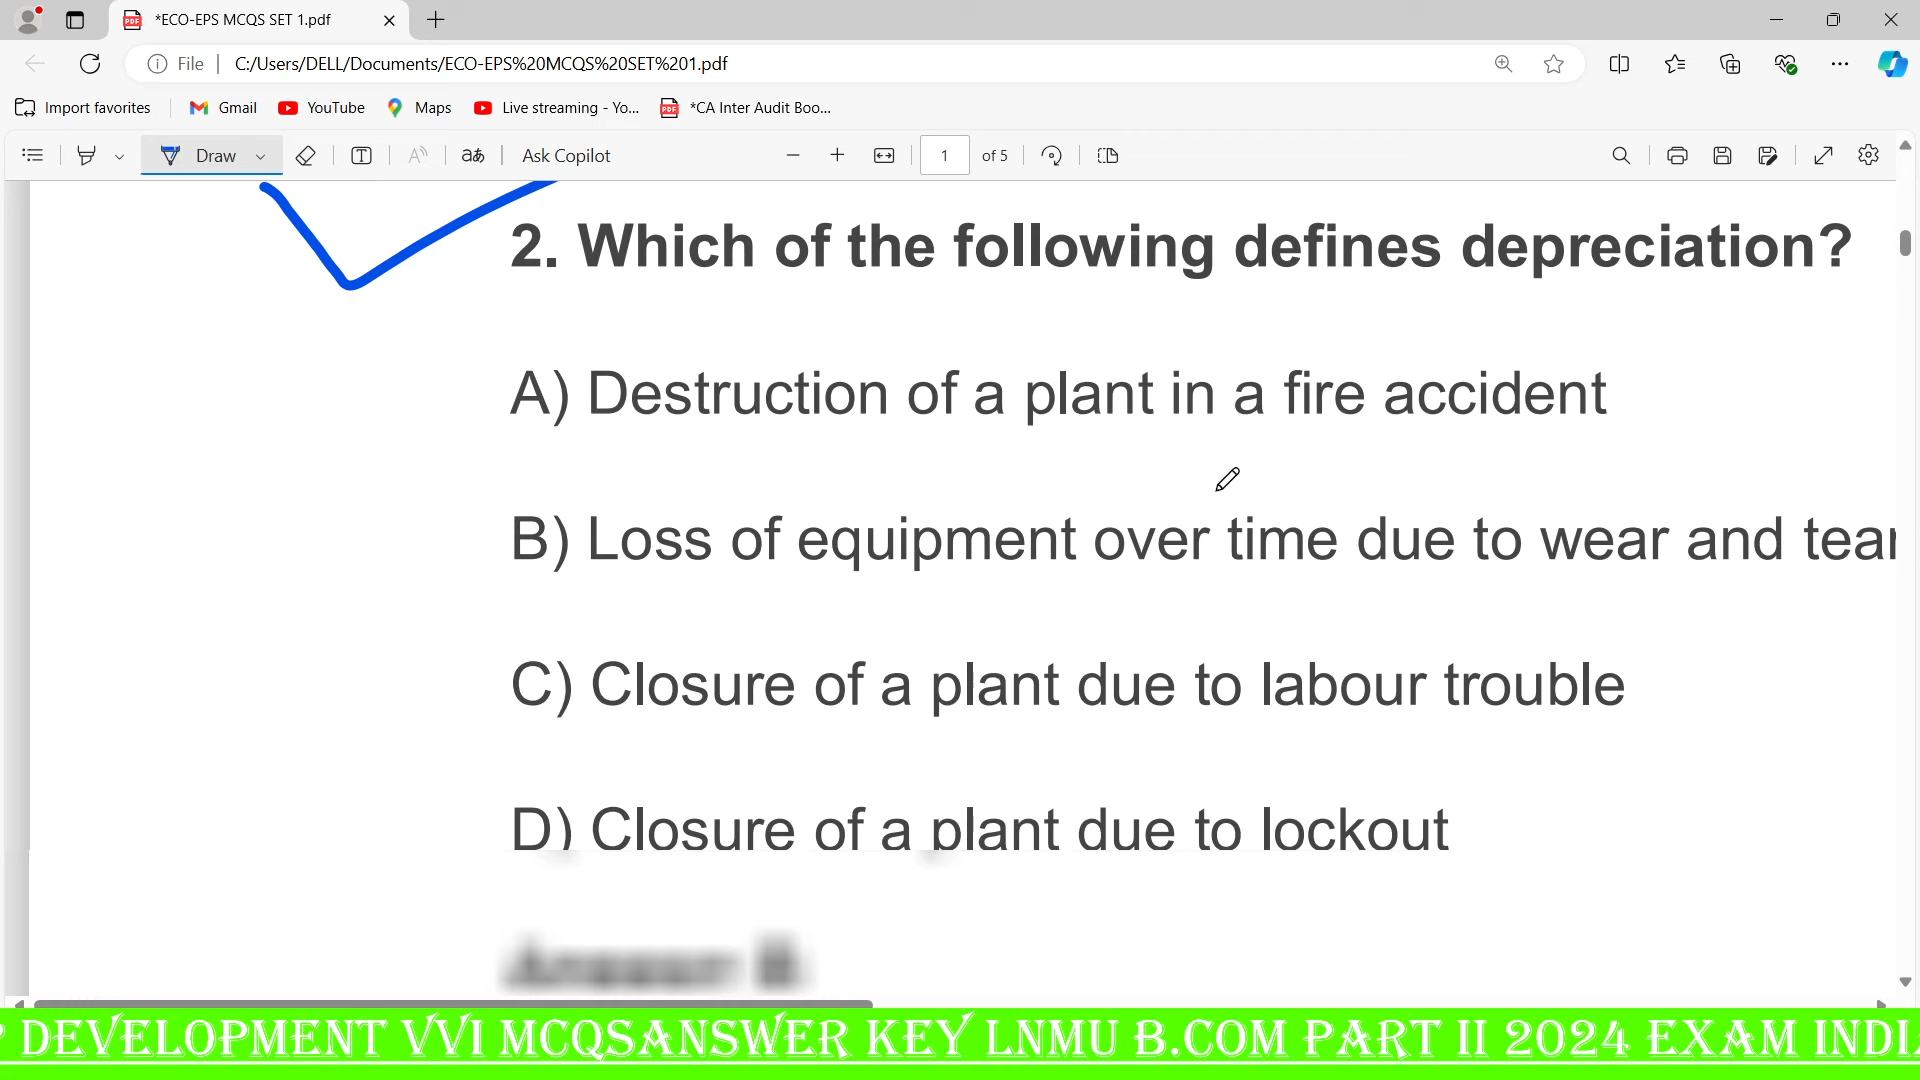 *ECO-EPS MCQS SET 1.pdf
File
C:/Users/DELL/Documents/ECO-EPS%20MCQS%20SET%201.pdf
Import favorites
Gmail
YouTube
Maps
Live streaming - Yo...
*CA Inter Audit Boo...
Draw
Ask Copilot
1
of 5
2. Which of the following defines depreciation?
A) Destruction of a plant in a fire accident
B) Loss of equipment over time due to wear and tear
C) Closure of a plant due to labour trouble
D) Closure of a plant due to lockout
DEVELOPMENT VVI MCQSANSWER KEY LNMU B.COM PART II 2024 EXAM